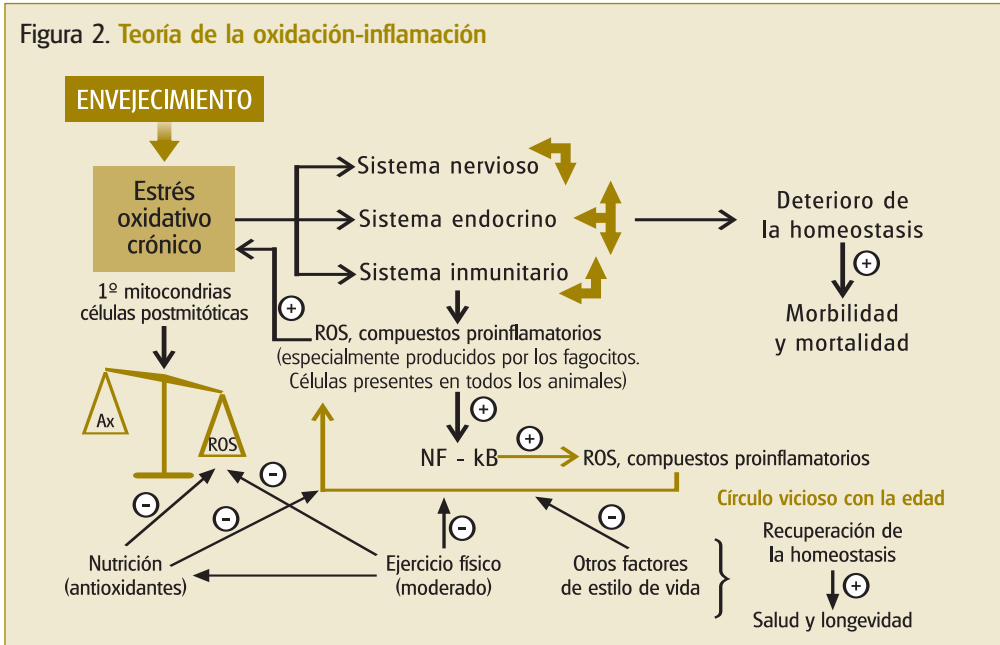 Figura 2. Teoría de la oxidación-inflamación
ENVEJECIMIENTO
Estrés
oxidativo
crónico
1º mitocondrias
células postmitóticas
Sistema nervioso
Sistema endocrino
Sistema inmunitario
Deterioro de
la homeostasis
+
Morbilidad
y mortalidad
+
ROS, compuestos proinflamatorios
(especialmente producidos por los fagocitos.
Células presentes en todos los animales)
+
Ax
ROS
NF - kB
+
ROS, compuestos proinflamatorios
Círculo vicioso con la edad
-
-
-
-
-
Nutrición
(antioxidantes)
Ejercicio físico
(moderado)
Otros factores
de estilo de vida
Recuperación de
la homeostasis
+
Salud y longevidad